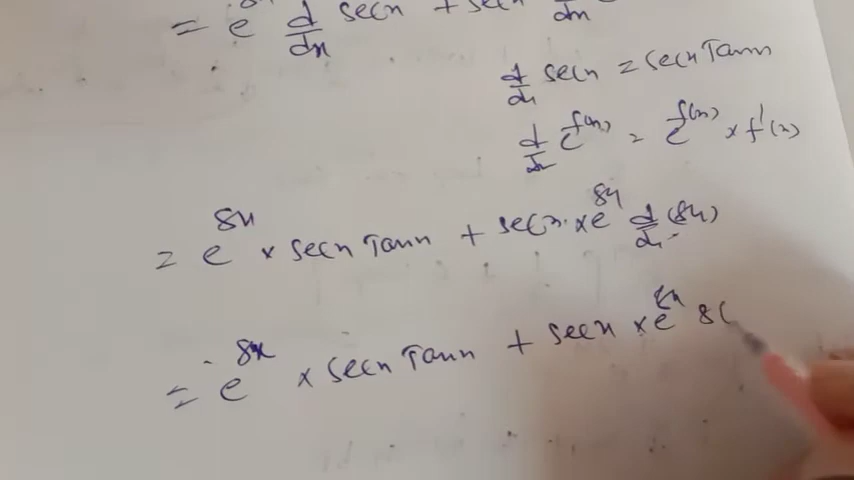 = e^{8x} d/dx secx + secx d/dx
d/dx secx = secx Tanx
d/dx e^{f(x)} = e^{f(x)} × f'(x)
= e^{8x} × secx Tanx + secx. × e^{8x} d/dx (8x)
= e^{8x} × secx Tanx + secx × e^{8x} 8(